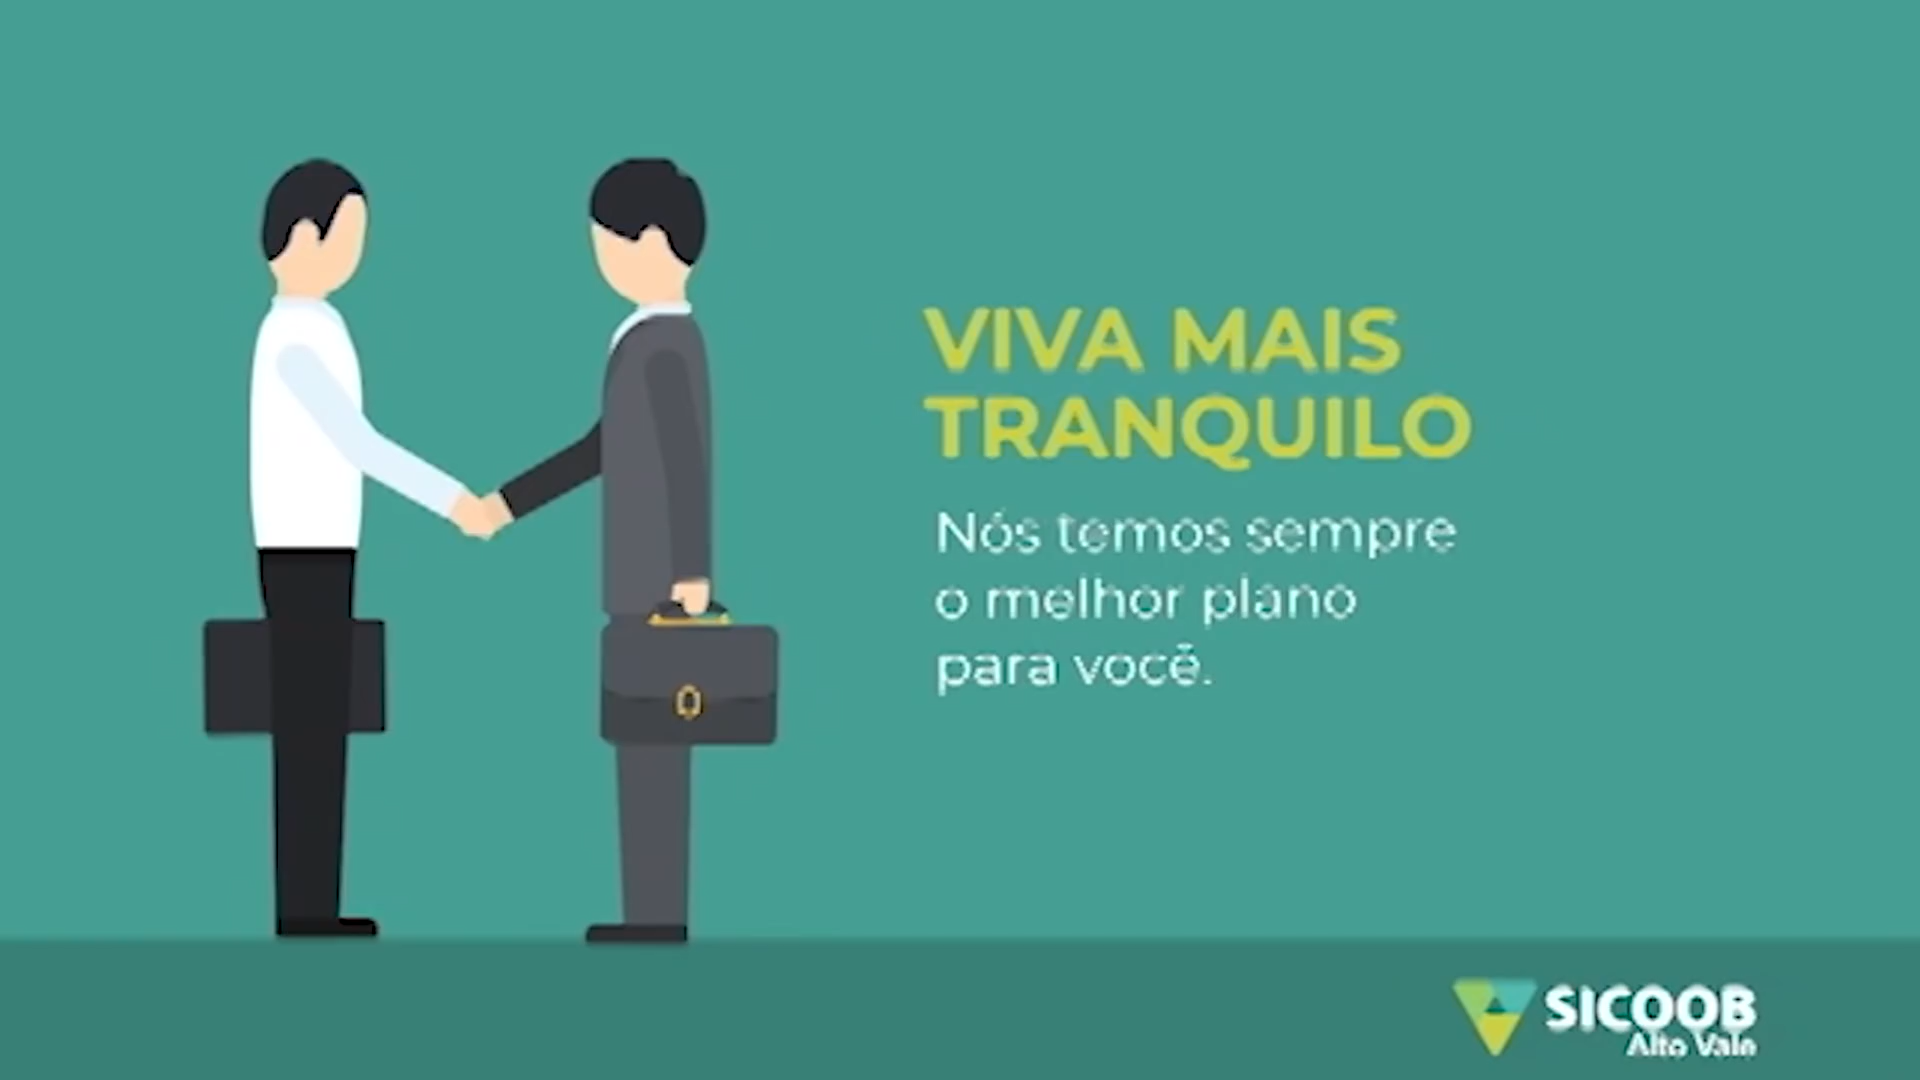 VIVA MAIS
TRANQUILO
Nós temos sempre
o melhor plano
para você.
SICOOB
Alto Vale